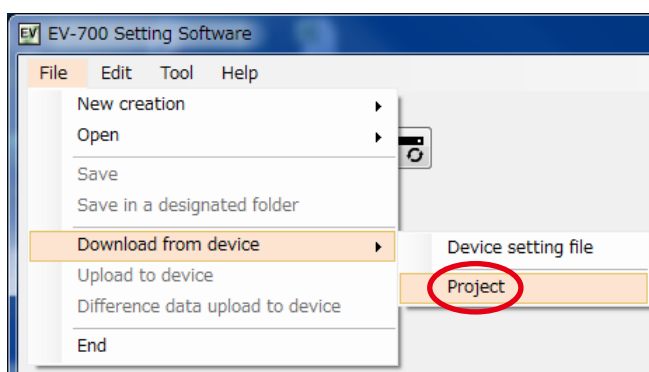 EV EV-700 Setting Software
File Edit Tool Help
New creation
Open
Save
Save in a designated folder
Download from device
Device setting file
Upload to device
Project
Difference data upload to device
End